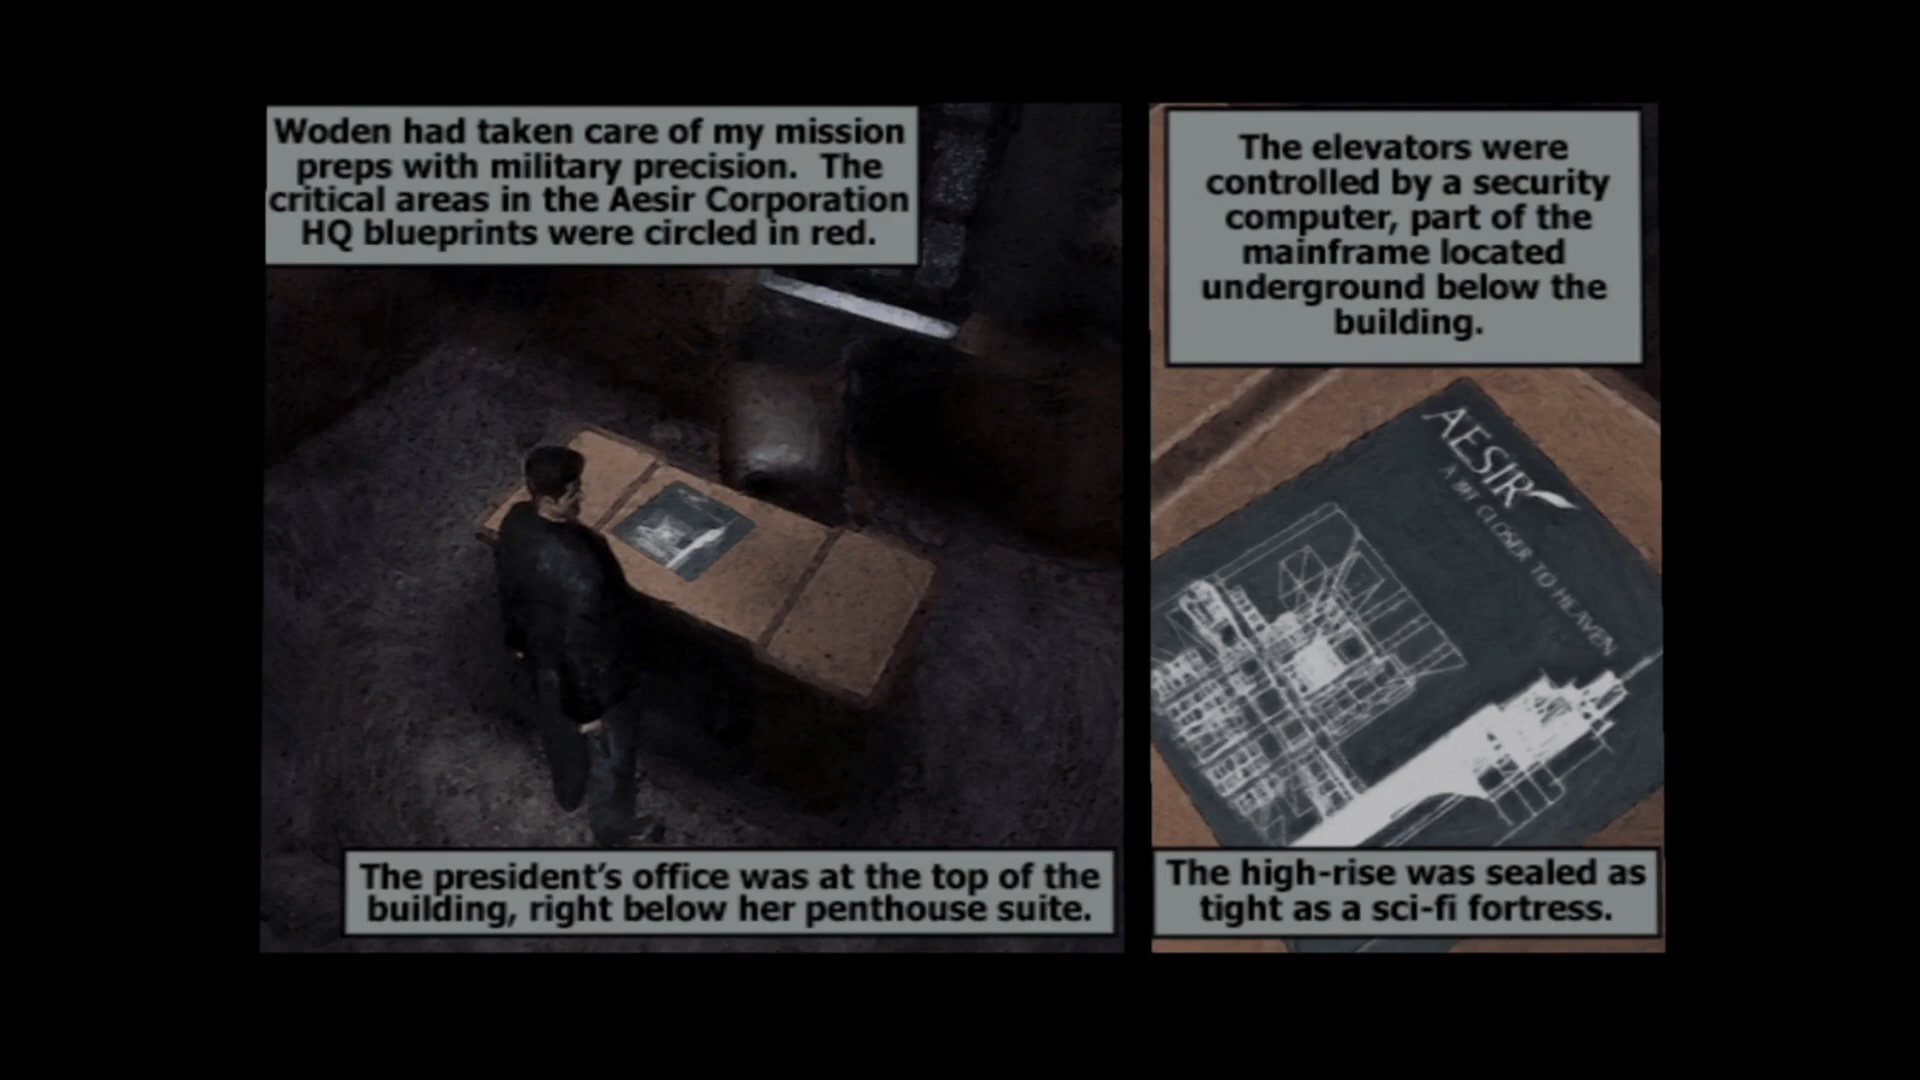 Woden had taken care of my mission
preps with military precision. The
critical areas in the Aesir Corporation
HQ blueprints were circled in red.
The president's office was at the top of the
building, right below her penthouse suite.
The elevators were
controlled by a security
computer, part of the
mainframe located
underground below the
building.
AESIR
A BIT CLOSER TO HEAVEN
The high-rise was sealed as
tight as a sci-fi fortress.